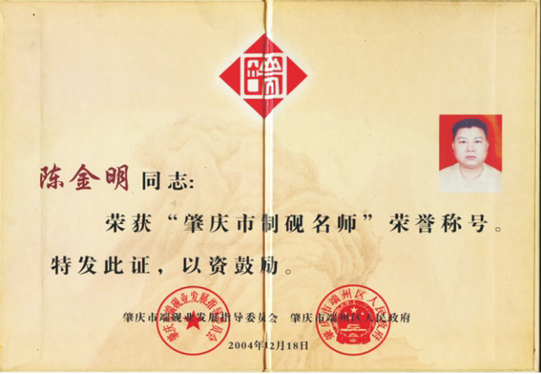 陈金明同志:
荣获“肇庆市制砚名师”荣誉称号。
特发此证，以资鼓励。
肇庆市端砚业发展指导委员会 肇庆市端州区人民政府
2004年12月18日